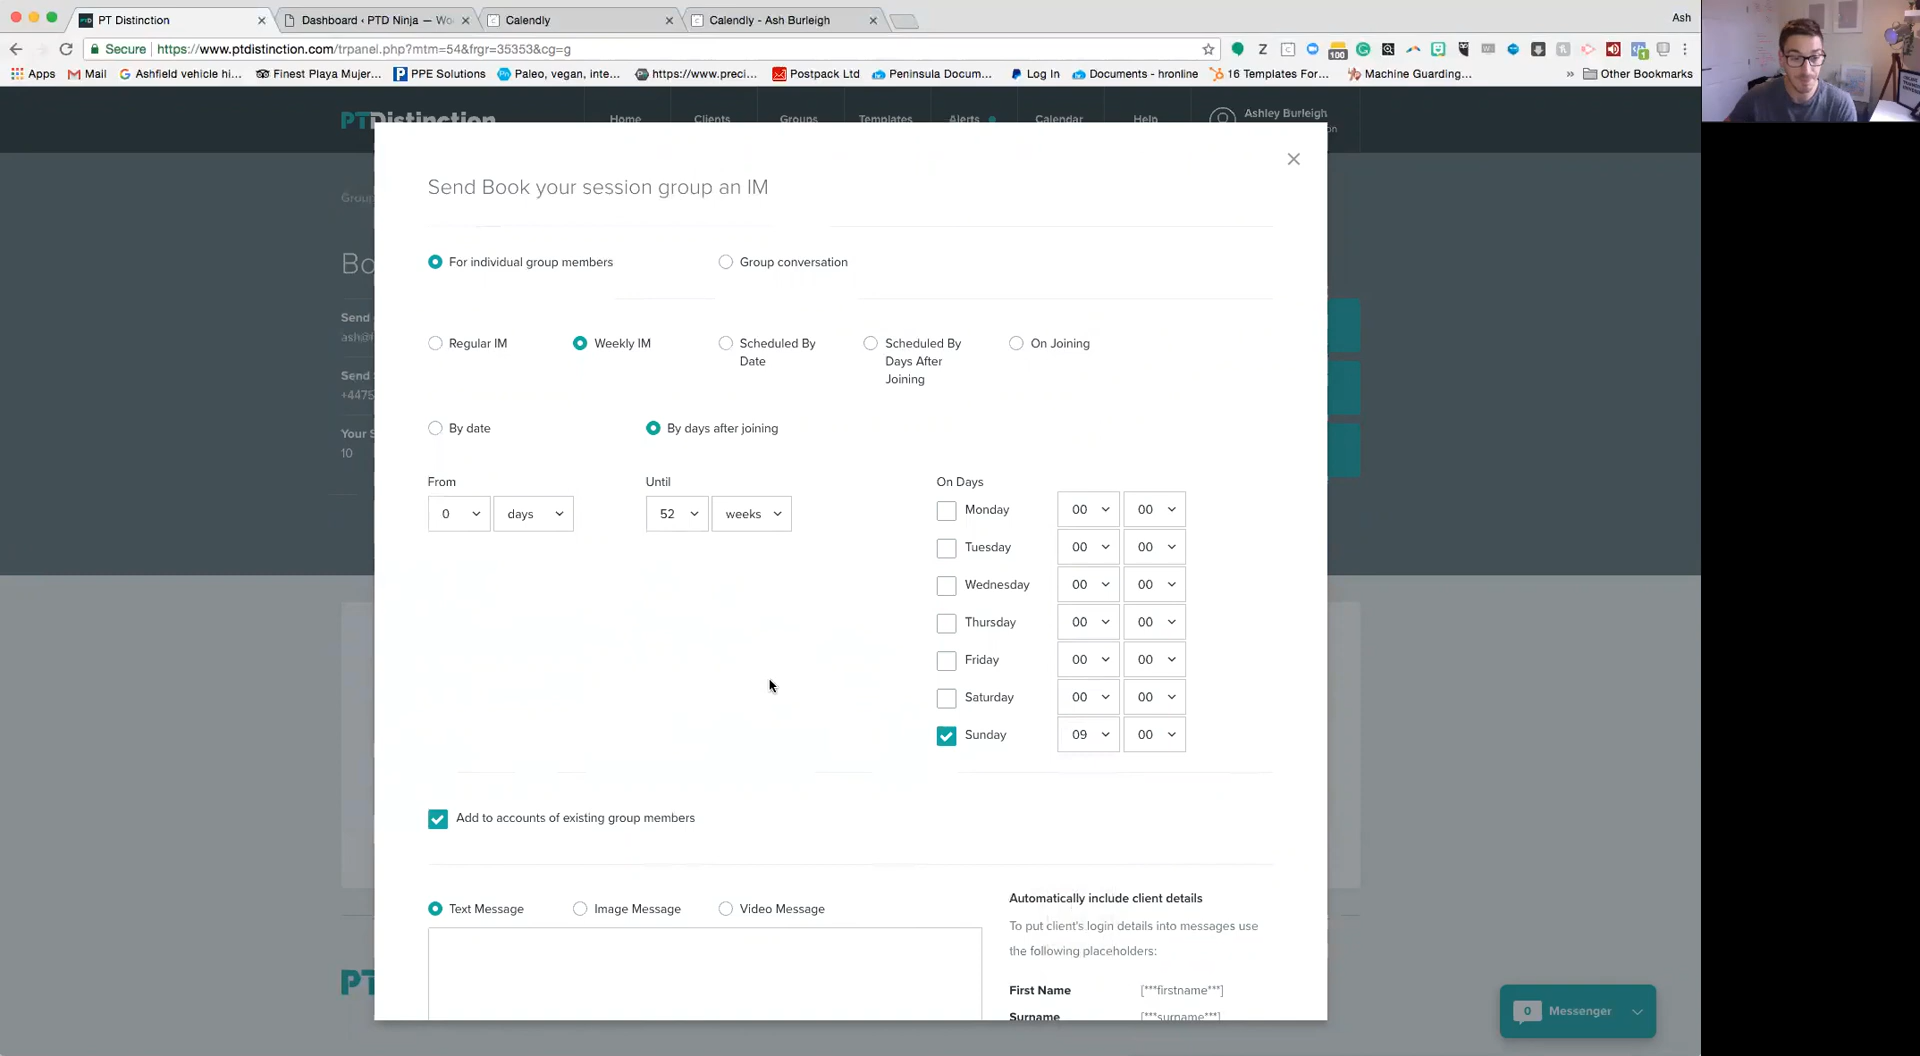 PT Distinction
Dashboard ‹ PTD Ninja — Wo
Calendly
Calendly - Ash Burleigh
Ash
Secure
https://www.ptdistinction.com/trpanel.php?mtm=54&frgr=35353&cg=g
100
Apps
Mail
Ashfield vehicle hi...
Finest Playa Mujer...
PPE Solutions
Paleo, vegan, inte...
https://www.preci...
Postpack Ltd
Peninsula Docum...
Log In
Documents - hronline
16 Templates For...
Machine Guarding...
Other Bookmarks
PTDistinction
Home
Clients
Groups
Templates
Alerts
Calendar
Help
Ashley Burleigh
Send Book your session group an IM
For individual group members
Group conversation
Regular IM
Weekly IM
Scheduled By Date
Scheduled By Days After Joining
On Joining
Send
Send
+4475
Your S
10
By date
By days after joining
From
Until
On Days
0
days
52
weeks
Monday 00 00
Tuesday 00 00
Wednesday 00 00
Thursday 00 00
Friday 00 00
Saturday 00 00
Sunday 09 00
Add to accounts of existing group members
Text Message
Image Message
Video Message
Automatically include client details
To put client's login details into messages use
the following placeholders:
First Name [***firstname***]
Surname [***surname***]
PT
0
Messenger